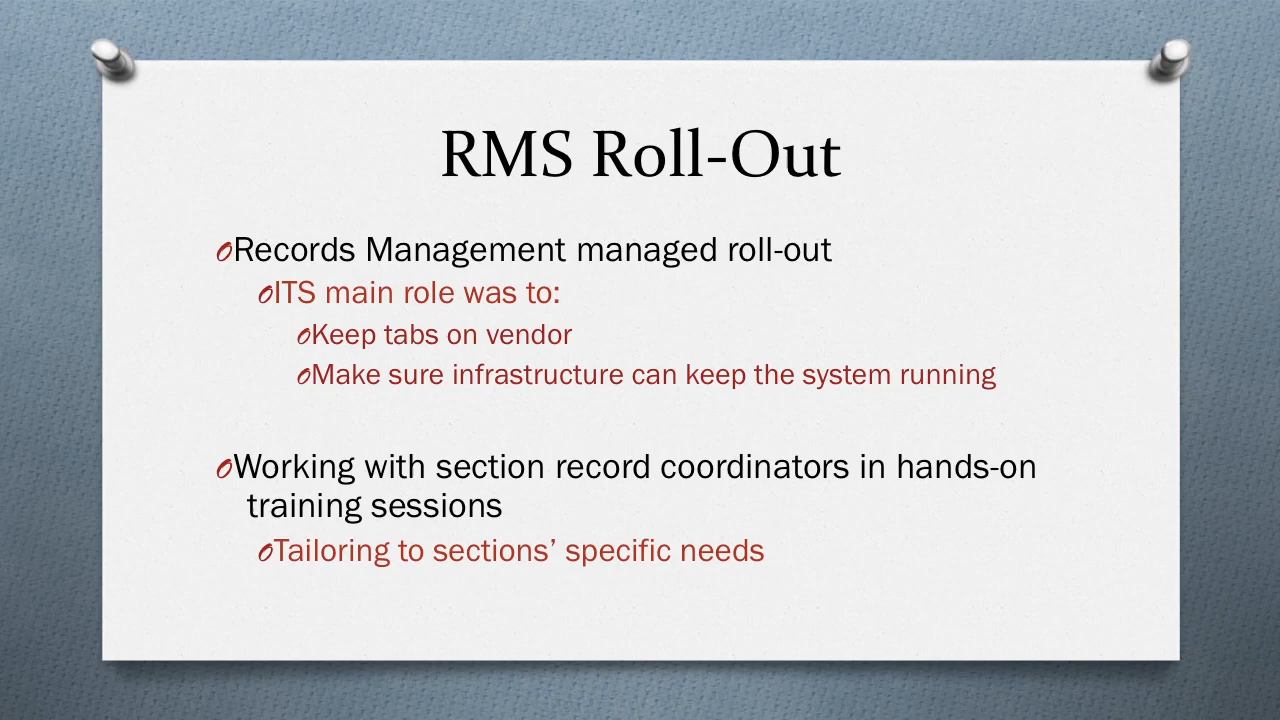 RMS Roll-Out
Records Management managed roll-out
ITS main role was to:
Keep tabs on vendor
Make sure infrastructure can keep the system running
Working with section record coordinators in hands-on
training sessions
Tailoring to sections’ specific needs